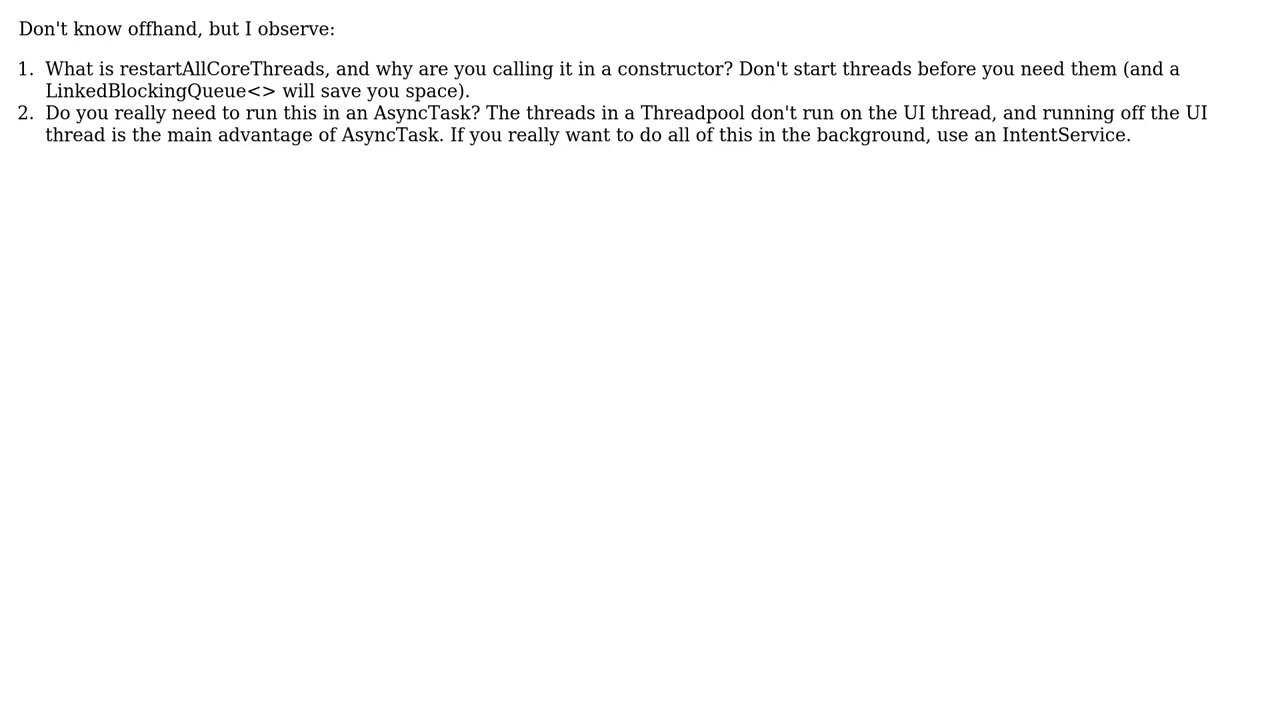 Don't know offhand, but I observe:
1. What is restartAllCoreThreads, and why are you calling it in a constructor? Don't start threads before you need them (and a
LinkedBlockingQueue<> will save you space).
2. Do you really need to run this in an AsyncTask? The threads in a Threadpool don't run on the UI thread, and running off the UI
thread is the main advantage of AsyncTask. If you really want to do all of this in the background, use an IntentService.